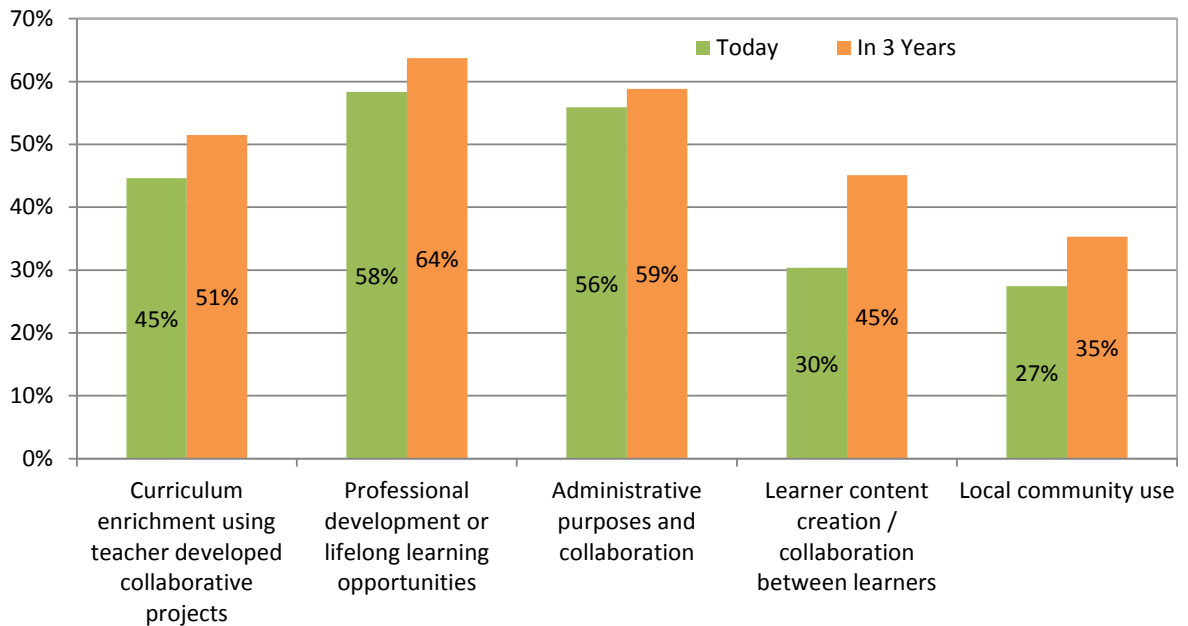 70%
60%
50%
40%
30%
20%
10%
0%
Today
In 3 Years
45%
51%
58%
64%
56%
59%
30%
45%
27%
35%
Curriculum
enrichment using
teacher developed
collaborative
projects
Professional
development or
lifelong learning
opportunities
Administrative
purposes and
collaboration
Learner content
creation /
collaboration
between learners
Local community use